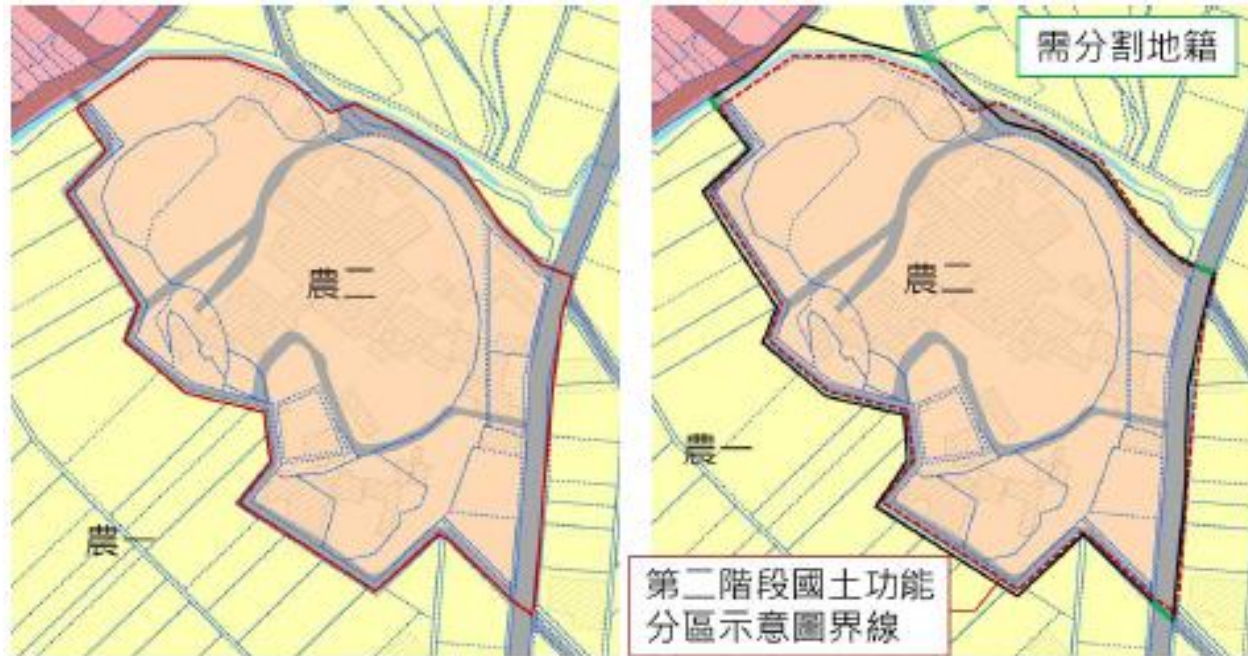 農二
農一
需分割地籍
農二
農一
第二階段國土功能
分區示意圖界線